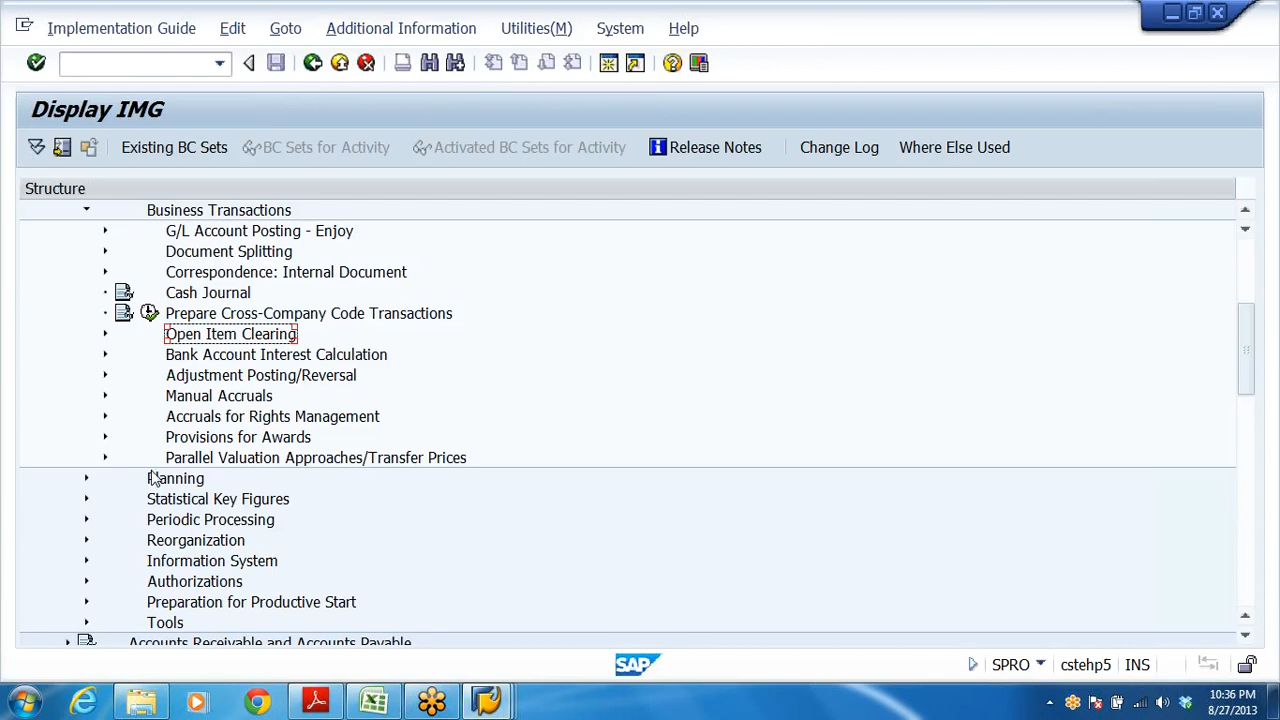 Implementation Guide Edit Goto Additional Information Utilities(M) System Help
Display IMG
Existing BC Sets BC Sets for Activity Activated BC Sets for Activity Release Notes Change Log Where Else Used
Structure
Business Transactions
G/L Account Posting - Enjoy
Document Splitting
Correspondence: Internal Document
Cash Journal
Prepare Cross-Company Code Transactions
Open Item Clearing
Bank Account Interest Calculation
Adjustment Posting/Reversal
Manual Accruals
Accruals for Rights Management
Provisions for Awards
Parallel Valuation Approaches/Transfer Prices
Planning
Statistical Key Figures
Periodic Processing
Reorganization
Information System
Authorizations
Preparation for Productive Start
Tools
Accounts Receivable and Accounts Payable
SAP SPRO cstehp5 INS
10:36 PM
8/27/2013